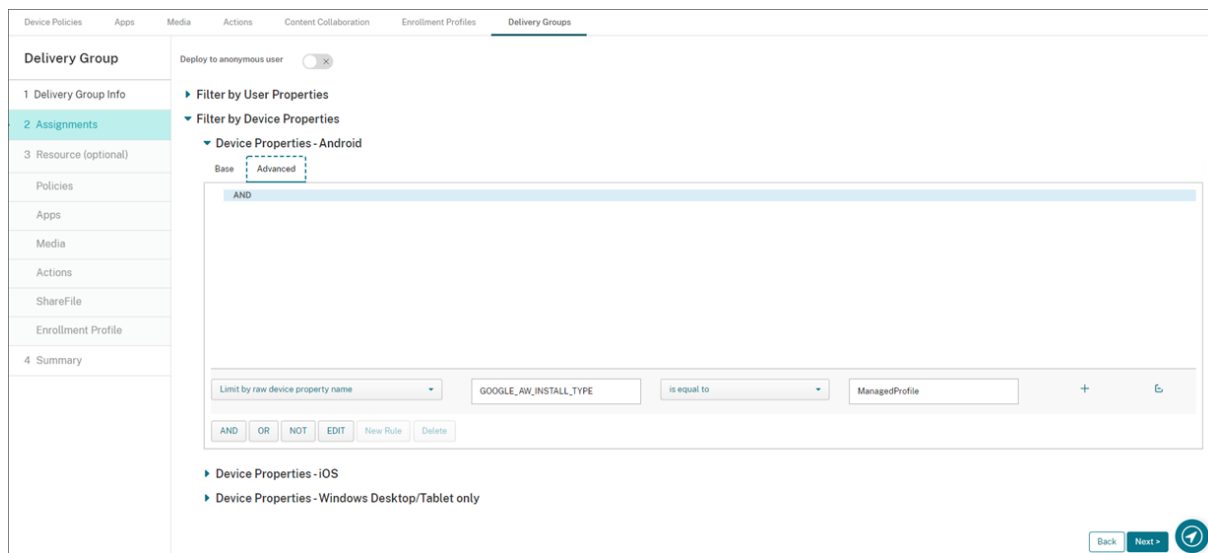 Device Policies Apps Media Actions Content Collaboration Enrollment Profiles Delivery Groups
Delivery Group
1 Delivery Group Info
2 Assignments
3 Resource (optional)
Policies
Apps
Media
Actions
ShareFile
Enrollment Profile
4 Summary
Deploy to anonymous user
Filter by User Properties
Filter by Device Properties
Device Properties - Android
Base Advanced
AND
Limit by raw device property name GOOGLE_AW_INSTALL_TYPE is equal to ManagedProfile
AND OR NOT EDIT New Rule Delete
Device Properties - iOS
Device Properties - Windows Desktop/Tablet only
Back Next >